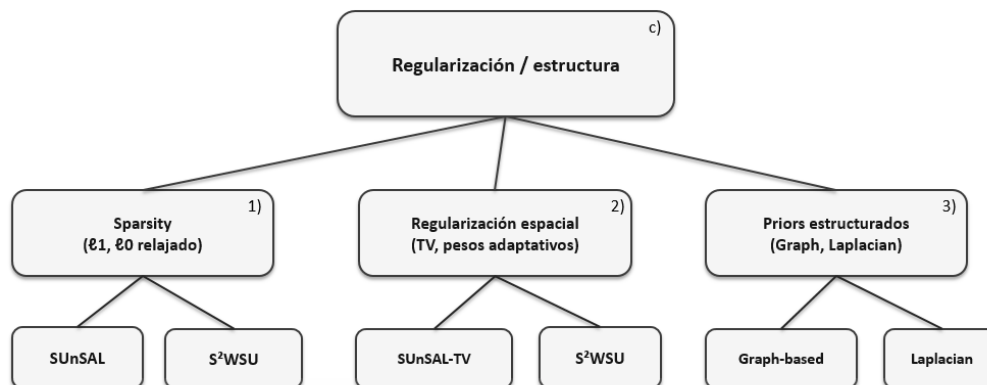 c)
Regularización / estructura
1)
Sparsity
(ℓ1, ℓ0 relajado)
2)
Regularización espacial
(TV, pesos adaptativos)
3)
Priors estructurados
(Graph, Laplacian)
SUnSAL
S²WSU
SUnSAL-TV
S²WSU
Graph-based
Laplacian